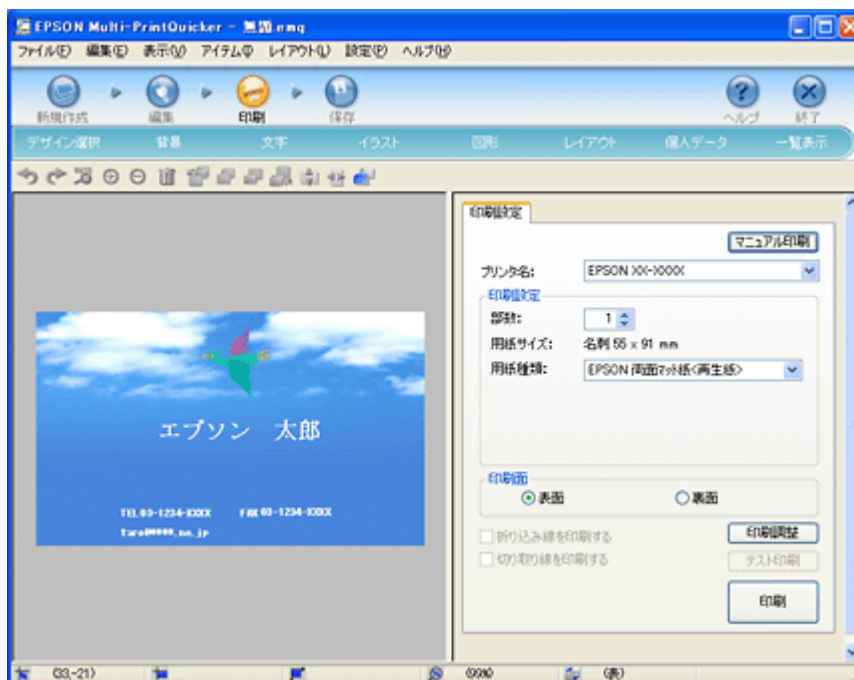 EPSON Multi-PrintQuicker - 無題.emq
ファイル(F) 編集(E) 表示(V) アイテム(I) レイアウト(L) 設定(P) ヘルプ(H)
新規作成 編集 印刷 保存 ヘルプ 終了
デザイン選択 背景 文字 イラスト 図形 レイアウト 個人データ 一覧表示
印刷設定
マニュアル印刷
プリンタ名: EPSON XX-XXXX
印刷設定
部数: 1
用紙サイズ: 名刺 55 x 91 mm
用紙種類: EPSON 両面マット紙<再生紙>
エプソン 太郎
印刷面
表面 裏面
TEL 03-1234-XXXX FAX 03-1234-XXXX
taro@****.ne.jp
折り込み線を印刷する 印刷調整
切り取り線を印刷する テスト印刷
印刷
(33,-21) (表)